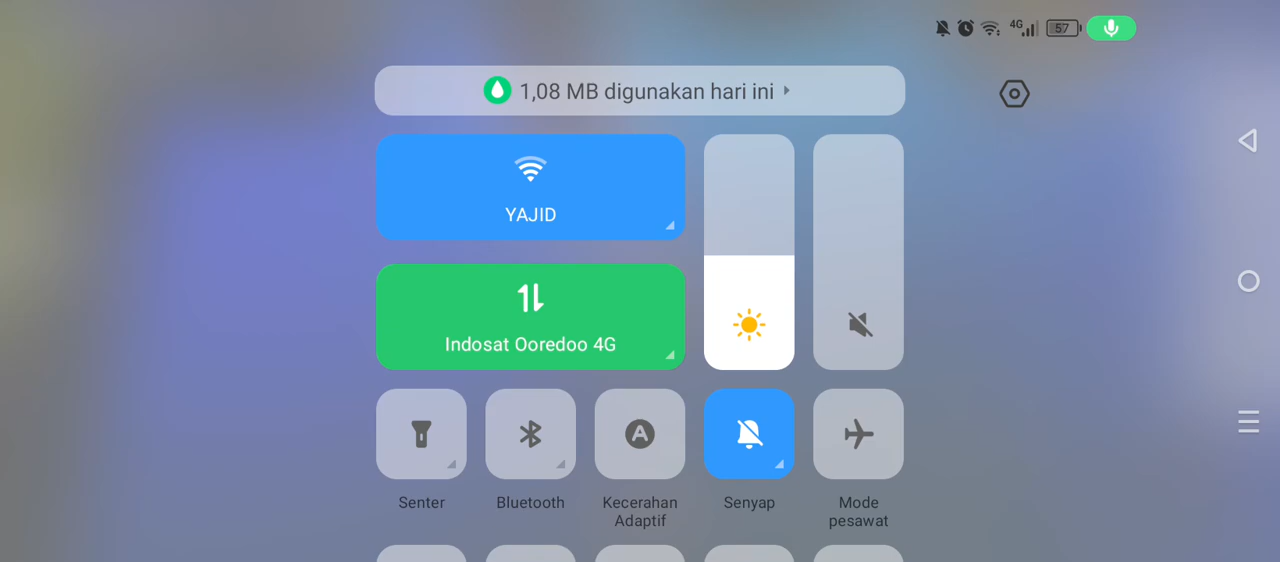 4G
57
1,08 MB digunakan hari ini
YAJID
Indosat Ooredoo 4G
A
Senter
Bluetooth
Kecerahan
Adaptif
Senyap
Mode
pesawat